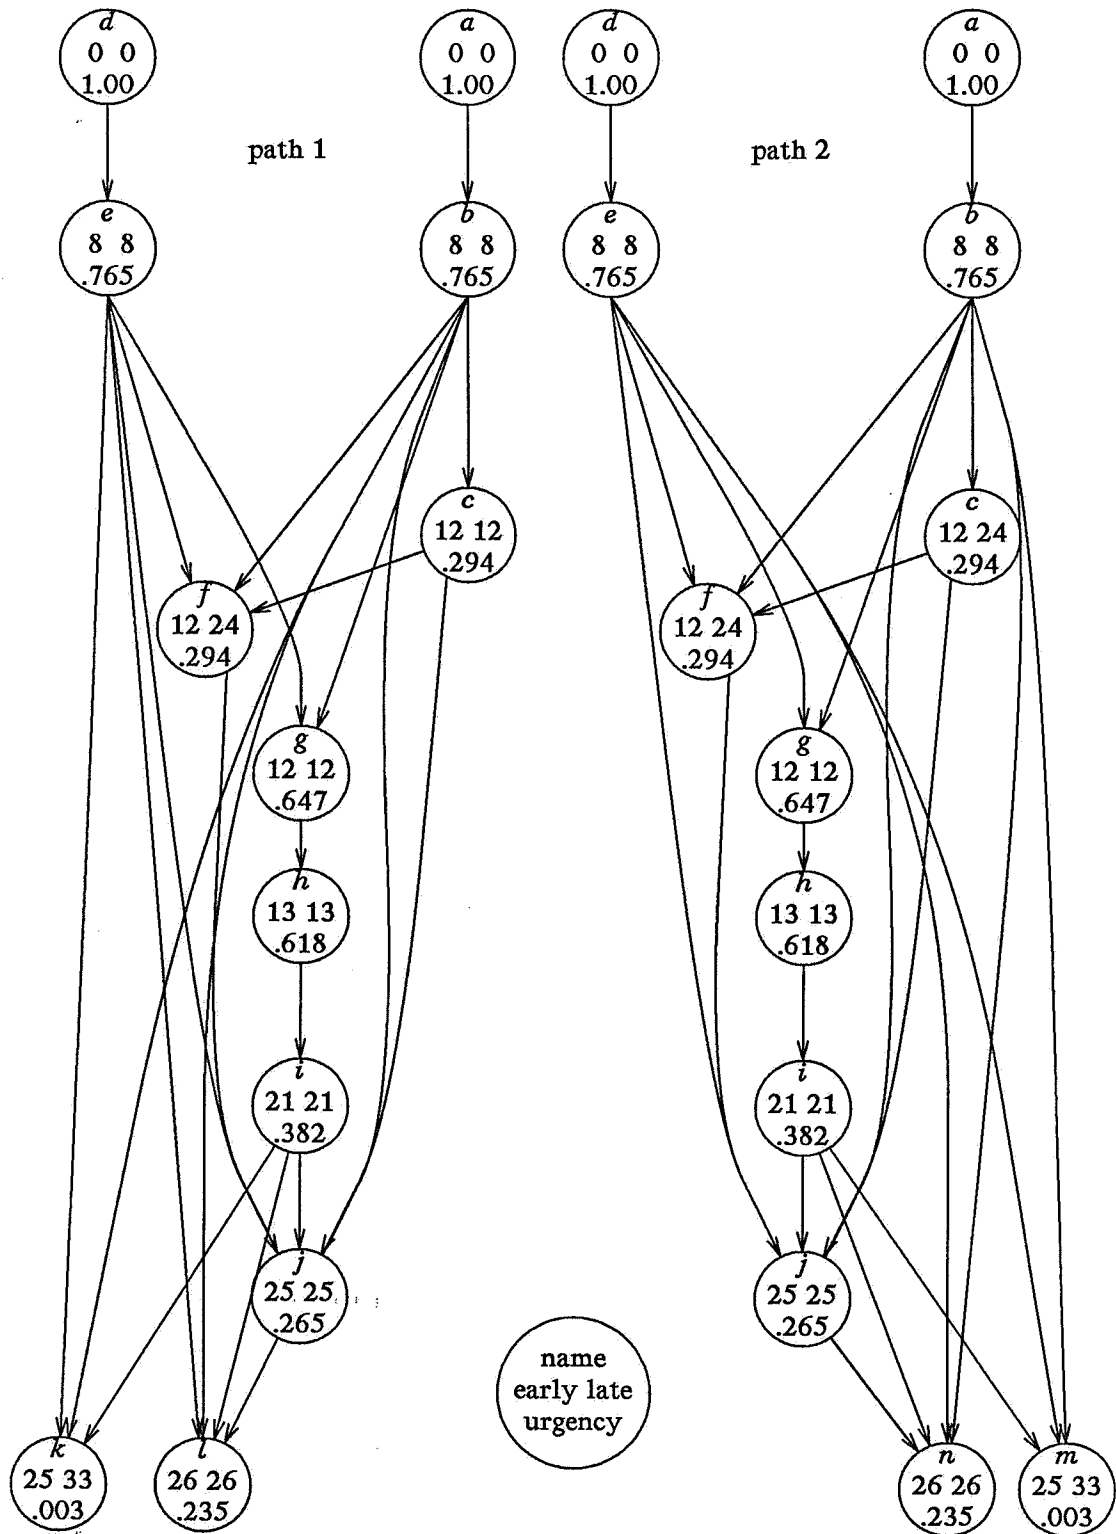 d
0 0
1.00
a
0 0
1.00
d
0 0
1.00
a
0 0
1.00
path 1
path 2
e
8 8
.765
b
8 8
.765
e
8 8
.765
b
8 8
.765
c
12 12
.294
c
12 24
.294
f
12 24
.294
f
12 24
.294
g
12 12
.647
g
12 12
.647
h
13 13
.618
h
13 13
.618
i
21 21
.382
i
21 21
.382
j
25 25
.265
j
25 25
.265
name
early late
urgency
k
25 33
.003
l
26 26
.235
n
26 26
.235
m
25 33
.003